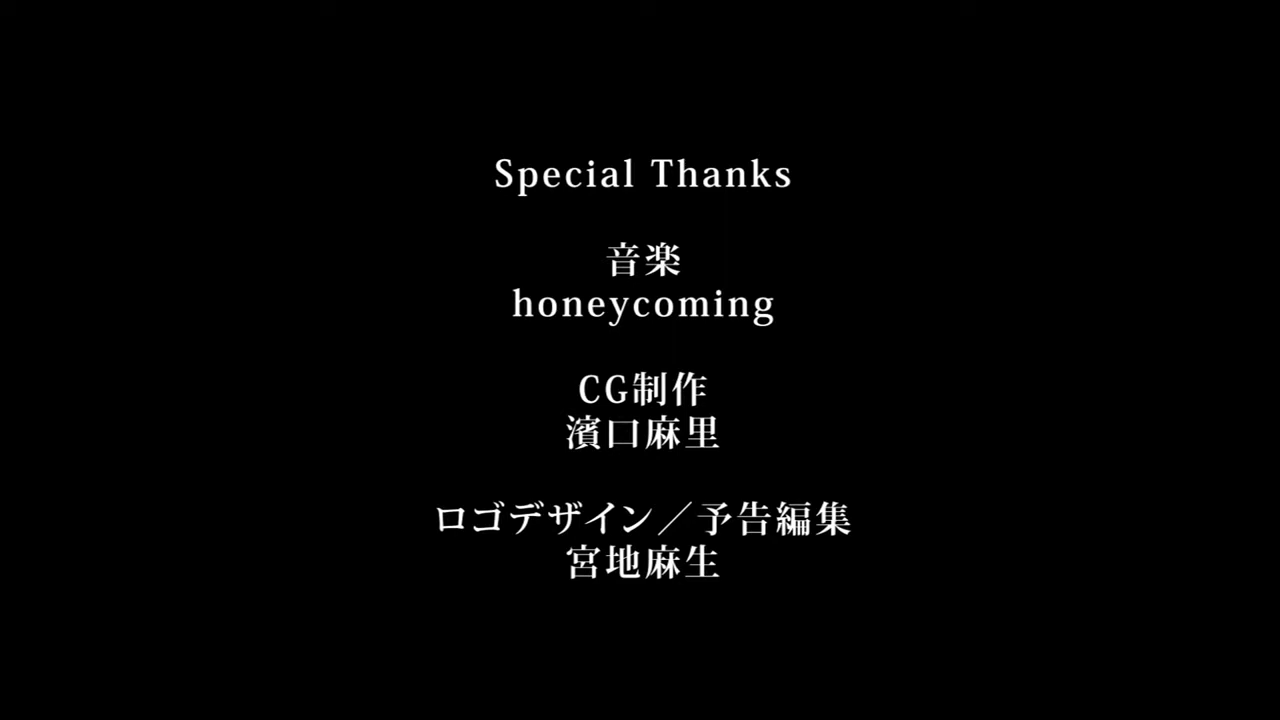 Special Thanks
音楽
honeycoming
CG制作
濱口麻里
ロゴデザイン／予告編集
宮地麻生